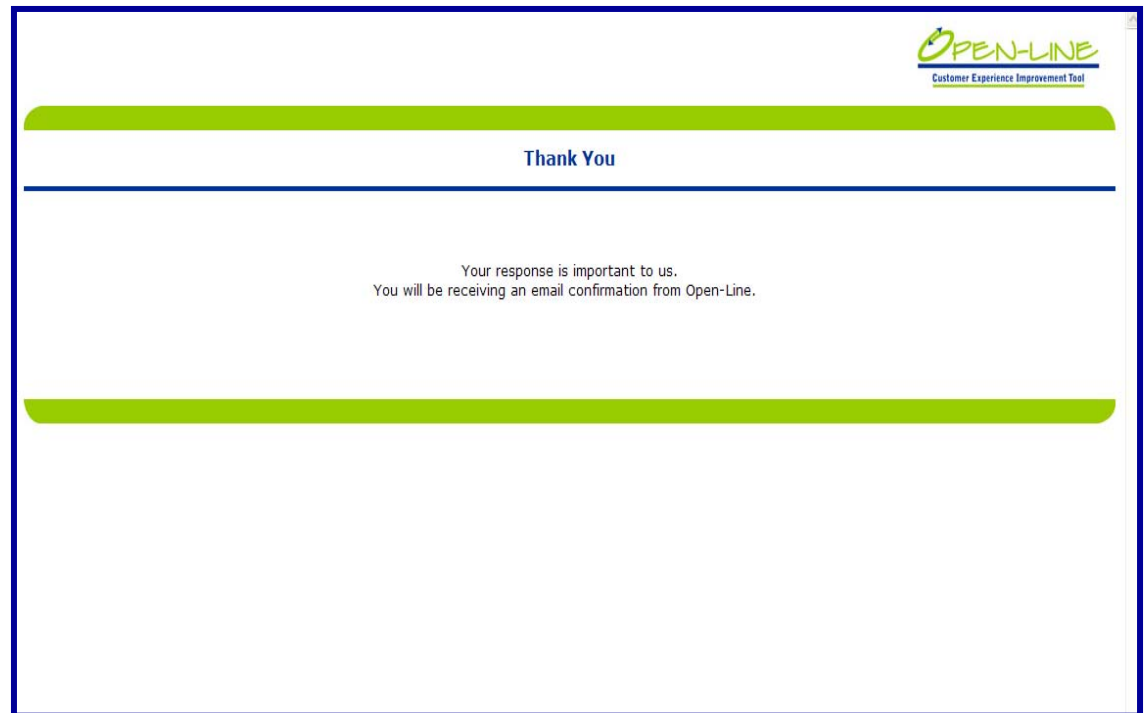 OPEN-LINE
Customer Experience Improvement Tool
Thank You
Your response is important to us.
You will be receiving an email confirmation from Open-Line.